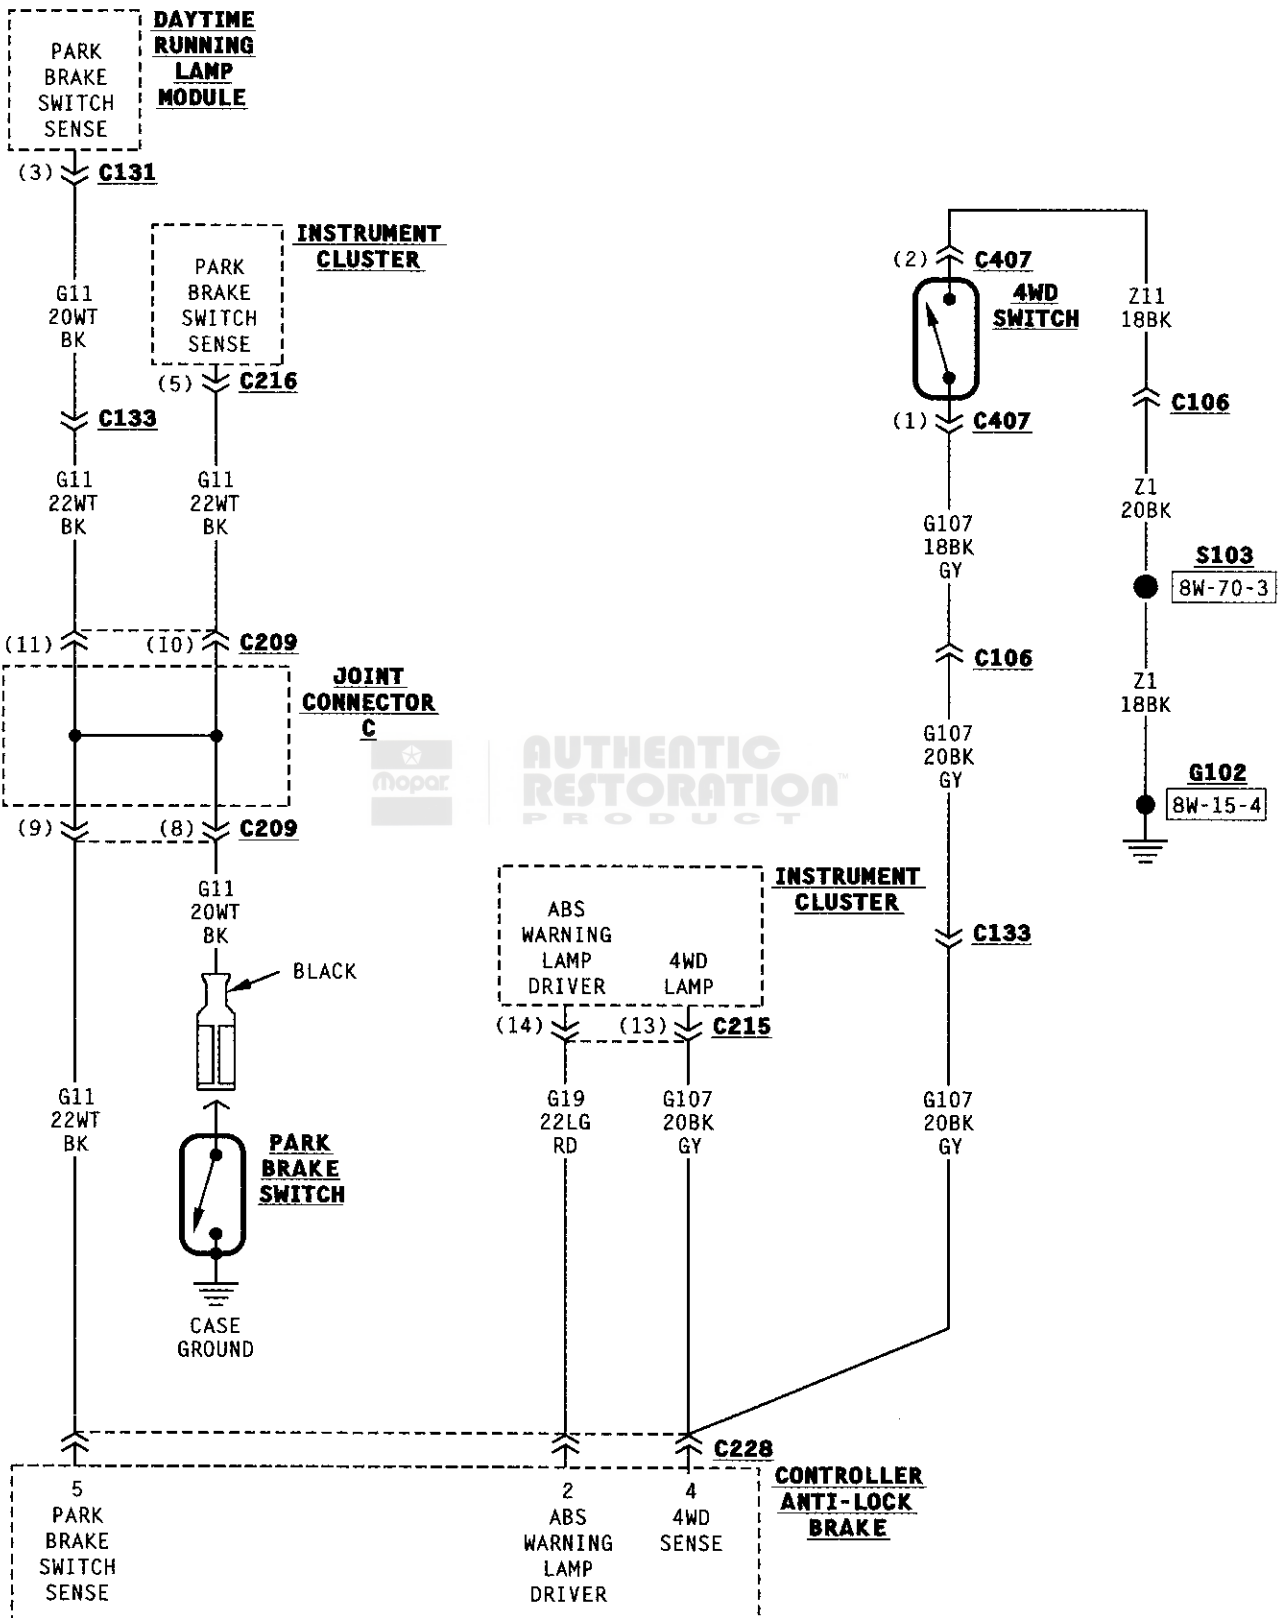 DAYTIME
RUNNING
LAMP
MODULE
PARK
BRAKE
SWITCH
SENSE
(3) C131
INSTRUMENT
CLUSTER
PARK
BRAKE
SWITCH
SENSE
(5) C216
G11
20WT
BK
C133
G11
22WT
BK
G11
22WT
BK
(11) (10) C209
JOINT
CONNECTOR
C
(9) (8) C209
G11
20WT
BK
BLACK
G11
22WT
BK
PARK
BRAKE
SWITCH
CASE
GROUND
(2) C407
4WD
SWITCH
(1) C407
Z11
18BK
C106
Z1
20BK
S103
8W-70-3
Z1
18BK
G102
8W-15-4
G107
18BK
GY
C106
G107
20BK
GY
C133
G107
20BK
GY
Mopar
AUTHENTIC
RESTORATION™
PRODUCT
INSTRUMENT
CLUSTER
ABS
WARNING
LAMP
DRIVER
4WD
LAMP
(14) (13) C215
G19
22LG
RD
G107
20BK
GY
C228
CONTROLLER
ANTI-LOCK
BRAKE
5
PARK
BRAKE
SWITCH
SENSE
2
ABS
WARNING
LAMP
DRIVER
4
4WD
SENSE